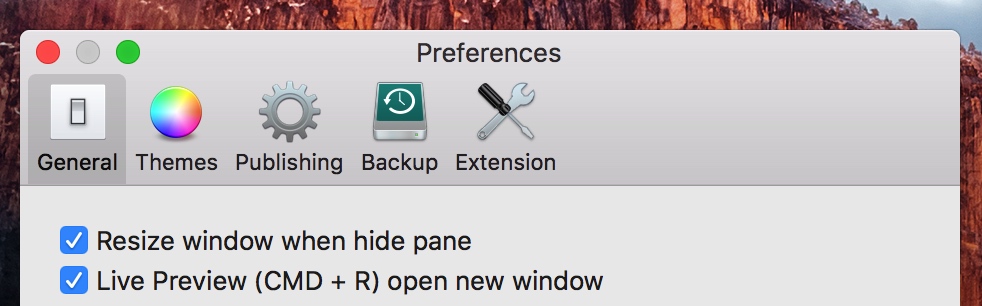 Preferences
General Themes Publishing Backup Extension
Resize window when hide pane
Live Preview (CMD + R) open new window